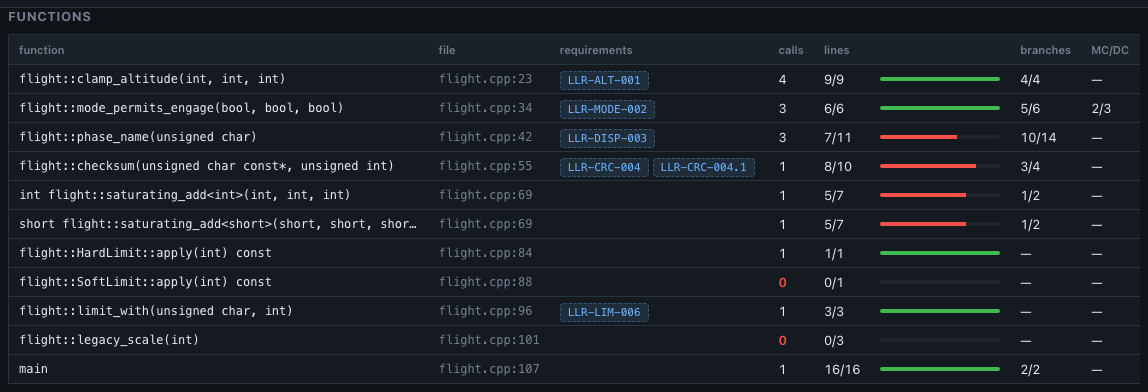 FUNCTIONS
function file requirements calls lines branches MC/DC
flight::clamp_altitude(int, int, int) flight.cpp:23 LLR-ALT-001 4 9/9 4/4 —
flight::mode_permits_engage(bool, bool, bool) flight.cpp:34 LLR-MODE-002 3 6/6 5/6 2/3
flight::phase_name(unsigned char) flight.cpp:42 LLR-DISP-003 3 7/11 10/14 —
flight::checksum(unsigned char const*, unsigned int) flight.cpp:55 LLR-CRC-004 LLR-CRC-004.1 1 8/10 3/4 —
int flight::saturating_add<int>(int, int, int) flight.cpp:69 1 5/7 1/2 —
short flight::saturating_add<short>(short, short, shor… flight.cpp:69 1 5/7 1/2 —
flight::HardLimit::apply(int) const flight.cpp:84 1 1/1 — —
flight::SoftLimit::apply(int) const flight.cpp:88 0 0/1 — —
flight::limit_with(unsigned char, int) flight.cpp:96 LLR-LIM-006 1 3/3 — —
flight::legacy_scale(int) flight.cpp:101 0 0/3 — —
main flight.cpp:107 1 16/16 2/2 —